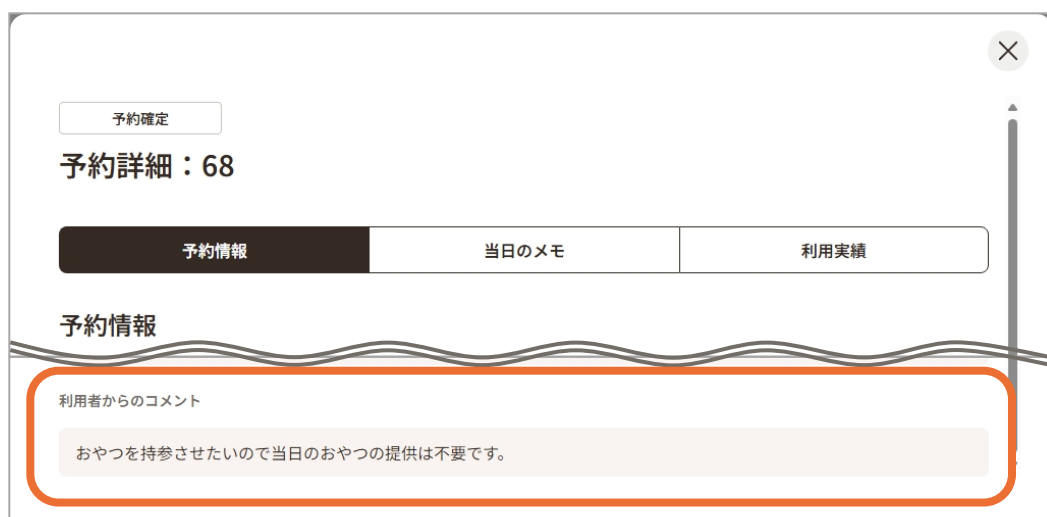 予約確定
予約詳細：68
予約情報
当日のメモ
利用実績
予約情報
利用者からのコメント
おやつを持参させたいので当日のおやつの提供は不要です。